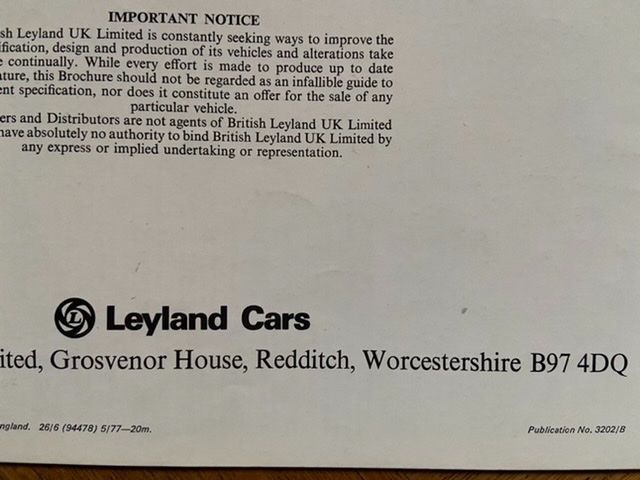 IMPORTANT NOTICE
sh Leyland UK Limited is constantly seeking ways to improve the
ification, design and production of its vehicles and alterations take
e continually. While every effort is made to produce up to date
ature, this Brochure should not be regarded as an infallible guide to
ent specification, nor does it constitute an offer for the sale of any
particular vehicle.
ers and Distributors are not agents of British Leyland UK Limited
have absolutely no authority to bind British Leyland UK Limited by
any express or implied undertaking or representation.
L Leyland Cars
ited, Grosvenor House, Redditch, Worcestershire B97 4DQ
ngland. 26/6 (94478) 5/77—20m.
Publication No. 3202/B